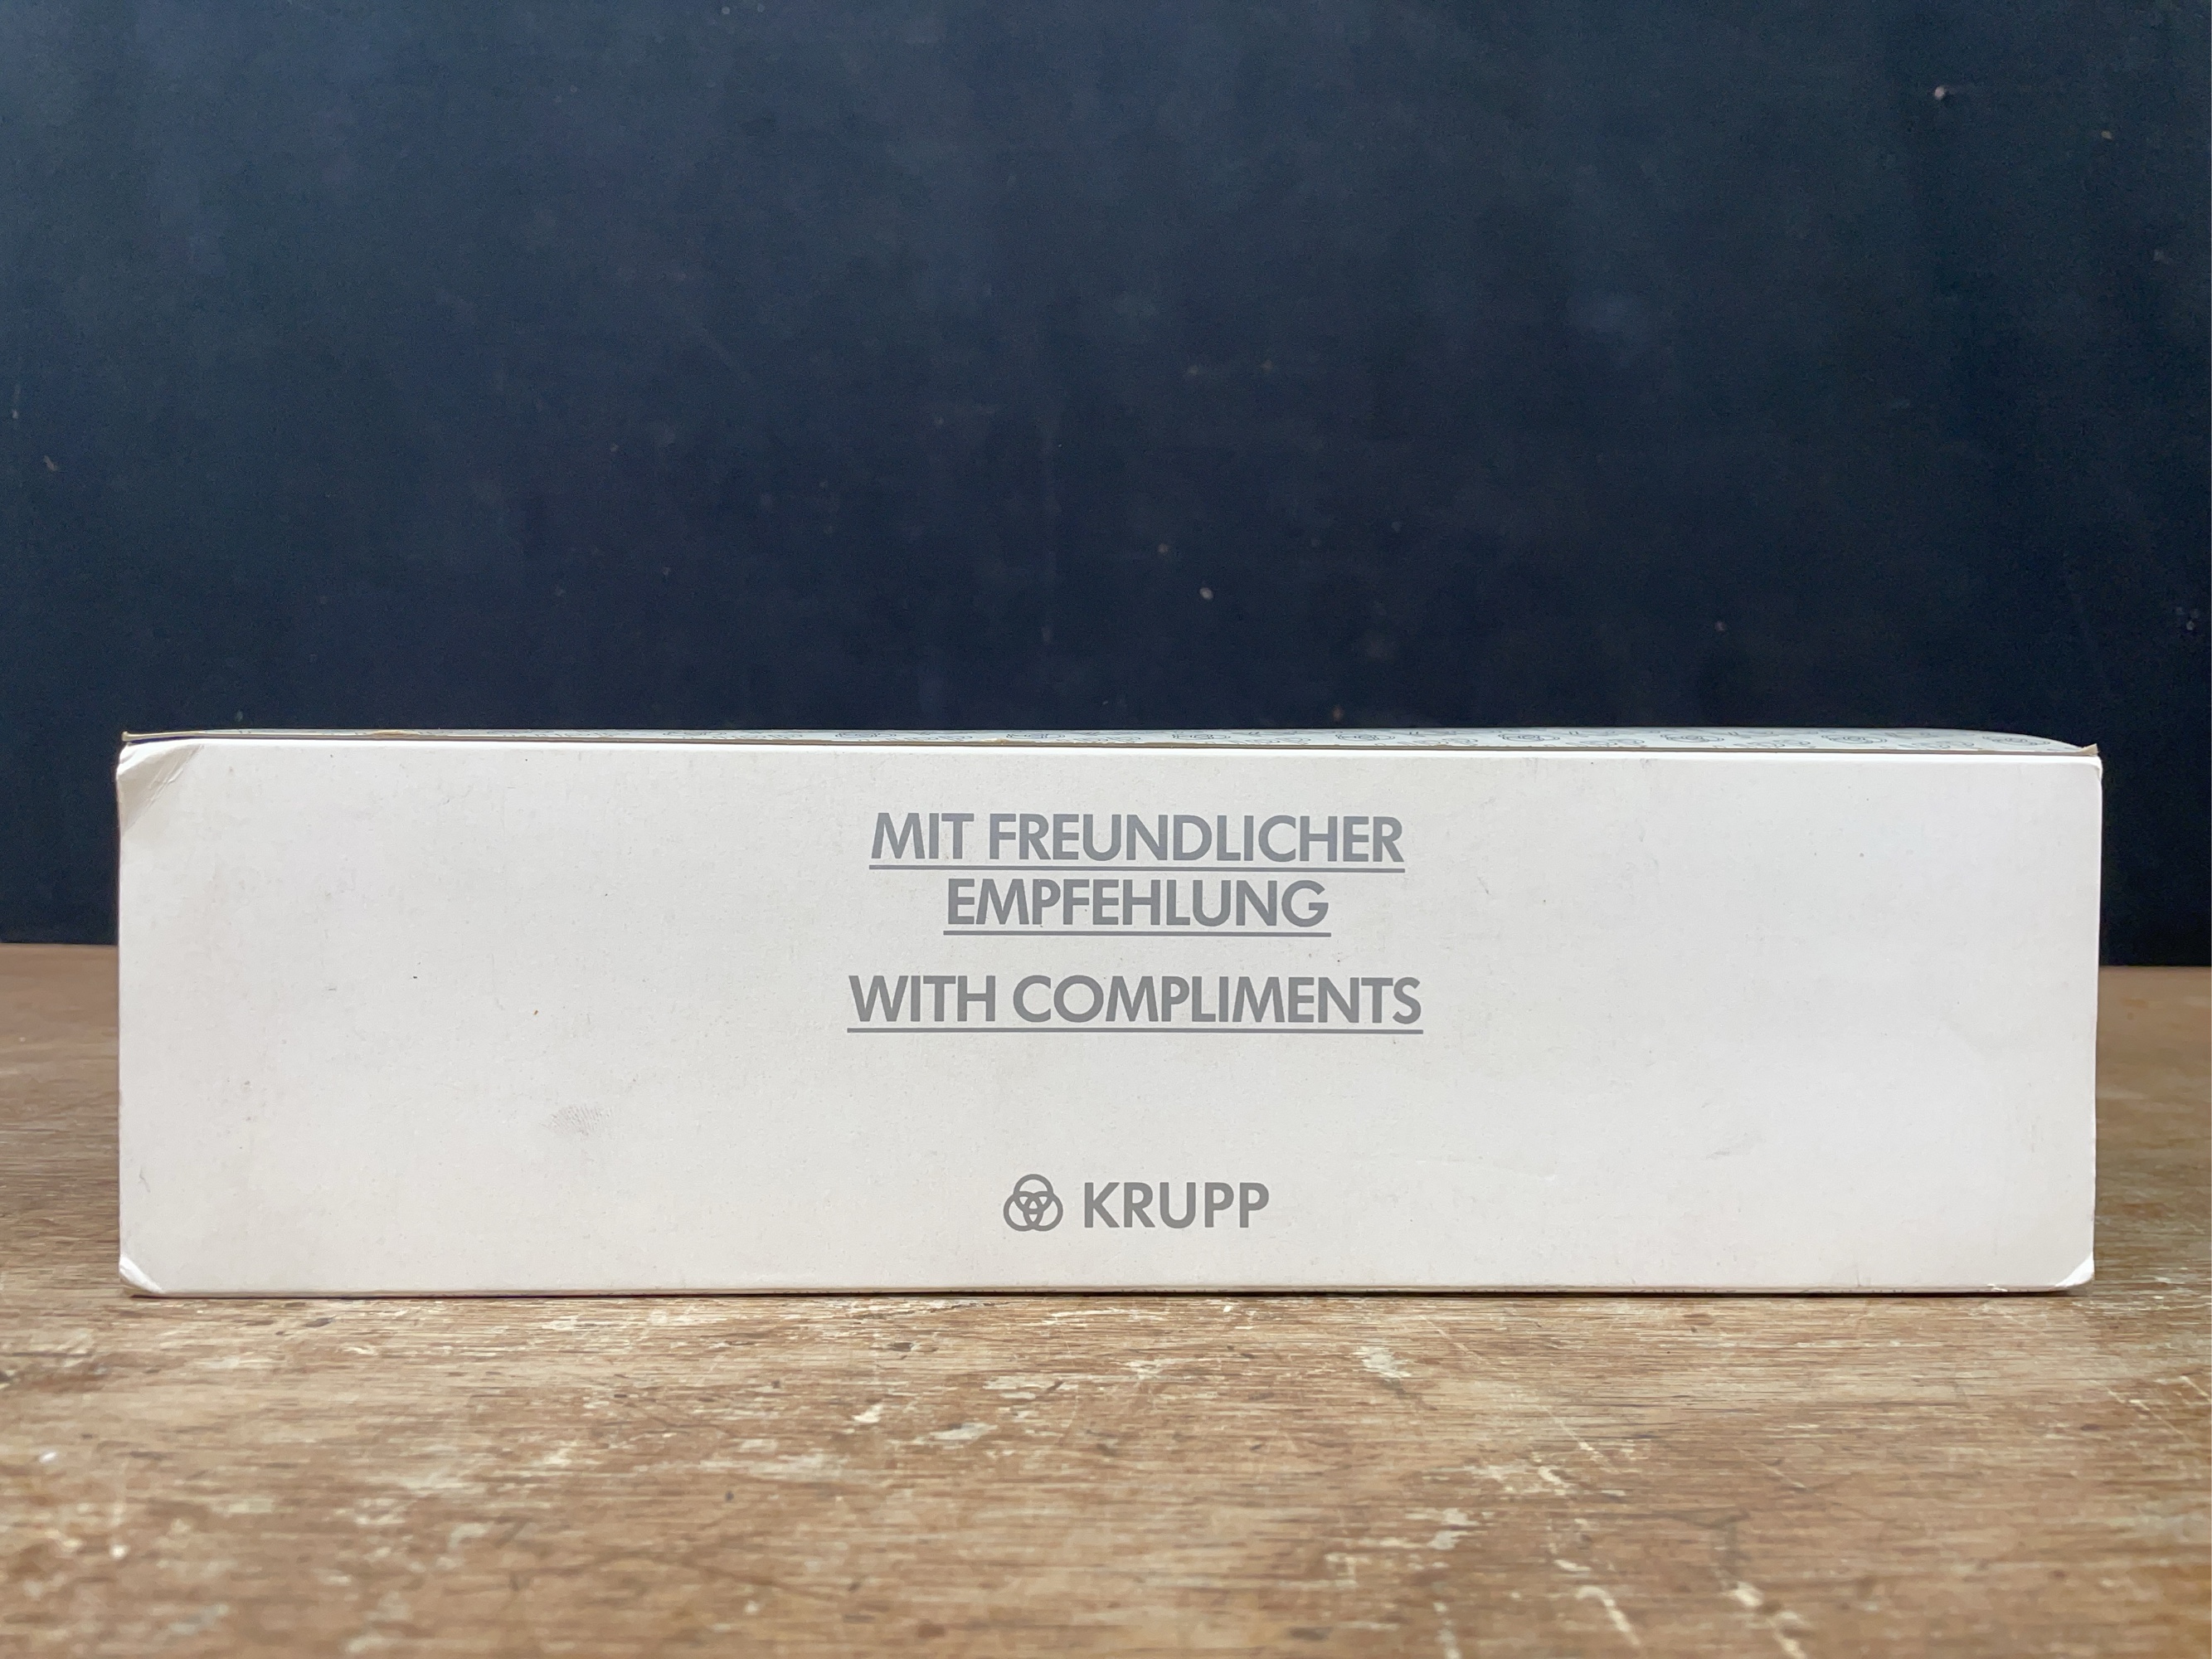 MIT FREUNDLICHER
EMPFEHLUNG
WITH COMPLIMENTS
KRUPP